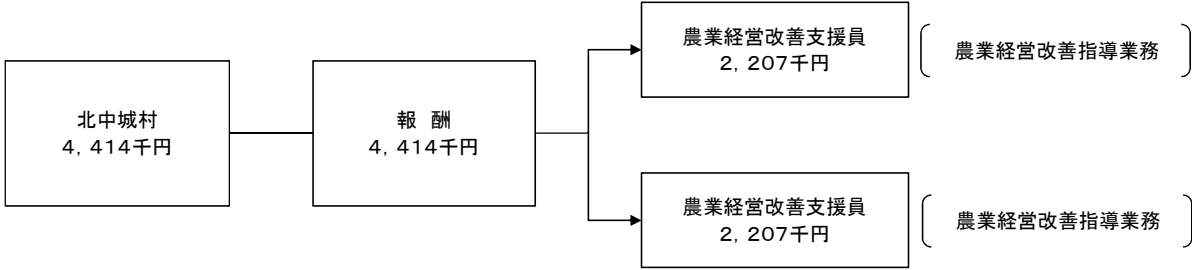 北中城村
４，４１４千円
報　酬
４，４１４千円
農業経営改善支援員
２，２０７千円
農業経営改善指導業務
農業経営改善支援員
２，２０７千円
農業経営改善指導業務